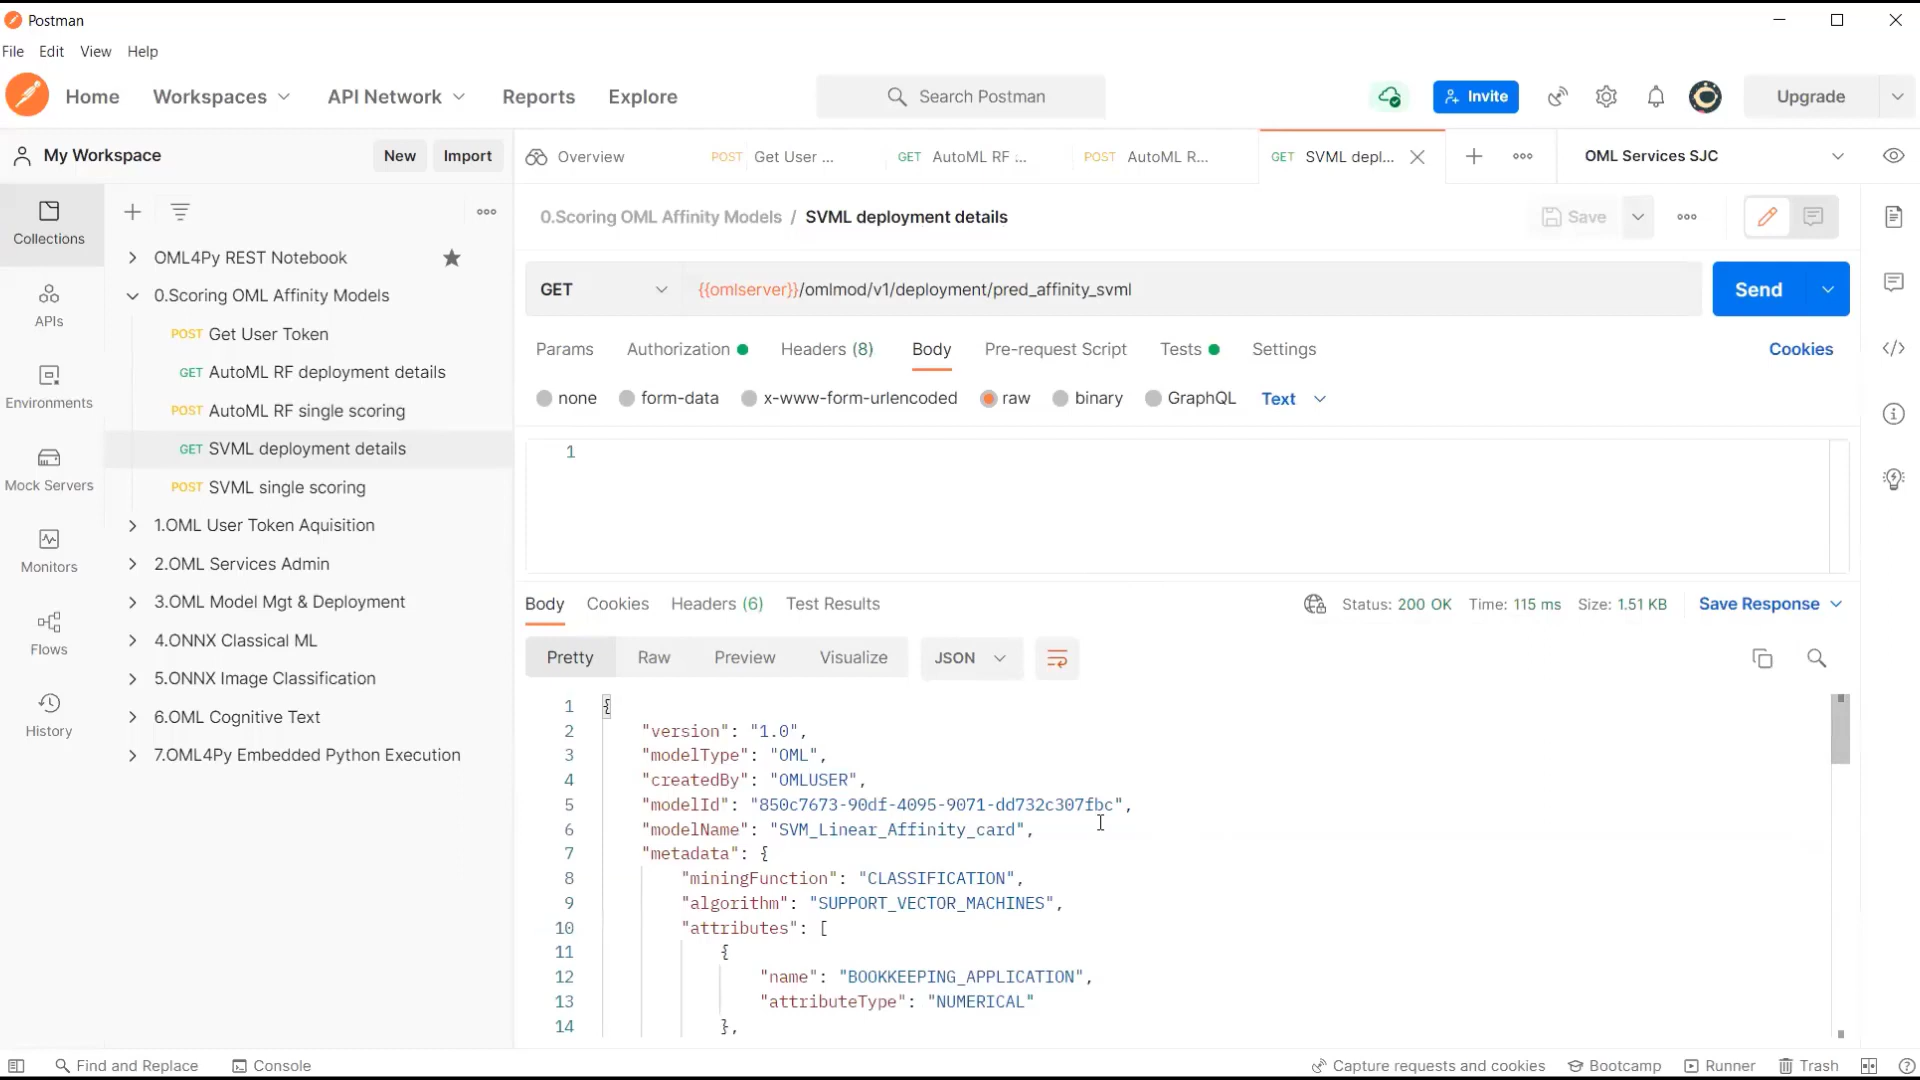 Postman
File Edit View Help
Home Workspaces API Network Reports Explore Search Postman Invite Upgrade
My Workspace New Import Overview POST Get User ... GET AutoML RF ... POST AutoML R... GET SVML depl... OML Services SJC
Collections
APIs
Environments
Mock Servers
Monitors
Flows
History
OML4Py REST Notebook
0.Scoring OML Affinity Models
POST Get User Token
GET AutoML RF deployment details
POST AutoML RF single scoring
GET SVML deployment details
POST SVML single scoring
1.OML User Token Aquisition
2.OML Services Admin
3.OML Model Mgt & Deployment
4.ONNX Classical ML
5.ONNX Image Classification
6.OML Cognitive Text
7.OML4Py Embedded Python Execution
0.Scoring OML Affinity Models / SVML deployment details Save
GET {{omlserver}}/omlmod/v1/deployment/pred_affinity_svml Send
Params Authorization Headers (8) Body Pre-request Script Tests Settings Cookies
none form-data x-www-form-urlencoded raw binary GraphQL Text
1
Body Cookies Headers (6) Test Results Status: 200 OK Time: 115 ms Size: 1.51 KB Save Response
Pretty Raw Preview Visualize JSON
1 {
2 "version": "1.0",
3 "modelType": "OML",
4 "createdBy": "OMLUSER",
5 "modelId": "850c7673-90df-4095-9071-dd732c307fbc",
6 "modelName": "SVM_Linear_Affinity_card",
7 "metadata": {
8 "miningFunction": "CLASSIFICATION",
9 "algorithm": "SUPPORT_VECTOR_MACHINES",
10 "attributes": [
11 {
12 "name": "BOOKKEEPING_APPLICATION",
13 "attributeType": "NUMERICAL"
14 },
Find and Replace Console Capture requests and cookies Bootcamp Runner Trash